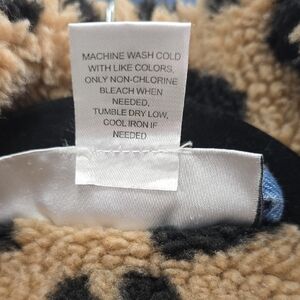 MACHINE WASH COLD
WITH LIKE COLORS,
ONLY NON-CHLORINE
BLEACH WHEN
NEEDED,
TUMBLE DRY LOW,
COOL IRON IF
NEEDED